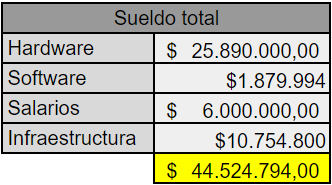 Sueldo total
Hardware $ 25.890.000,00
Software $1.879.994
Salarios $ 6.000.000,00
Infraestructura $10.754.800
$ 44.524.794,00